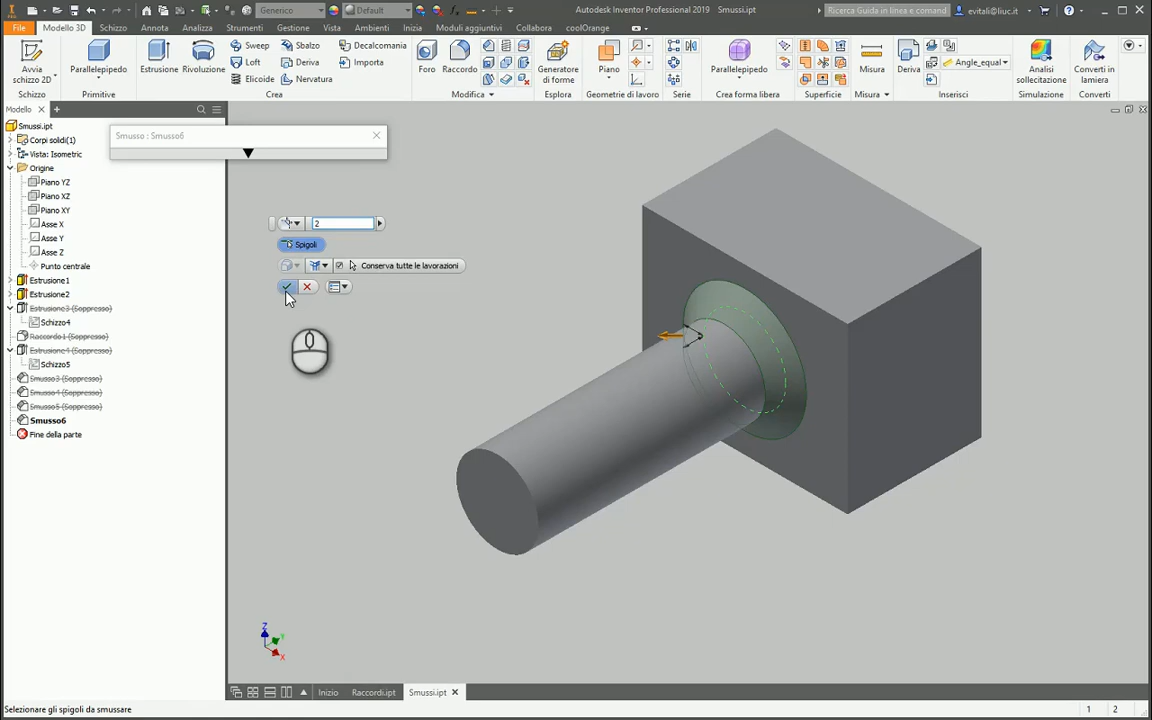 Generico
Default
Autodesk Inventor Professional 2019
Smussi.ipt
Ricerca Guida in linea e comand
evitali@liuc.it
File
Modello 3D
Schizzo
Annota
Analizza
Strumenti
Gestione
Vista
Ambienti
Inizia
Moduli aggiuntivi
Collabora
coolOrange
Avvia
schizzo 2D
Parallelepipedo
Estrusione
Rivoluzione
Sweep
Loft
Elicoide
Sbalzo
Deriva
Nervatura
Decalcomania
Importa
Foro
Raccordo
Generatore
di forme
Piano
Parallelepipedo
Misura
Deriva
Angle_equal
Analisi
sollecitazione
Converti in
lamiera
Schizzo
Primitive
Crea
Modifica
Esplora
Geometrie di lavoro
Serie
Crea forma libera
Superficie
Misura
Inserisci
Simulazione
Converti
Modello
Smussi.ipt
Corpi solidi(1)
Vista: Isometric
Origine
Piano YZ
Piano XZ
Piano XY
Asse X
Asse Y
Asse Z
Punto centrale
Estrusione1
Estrusione2
Estrusione3 (Soppresso)
Schizzo4
Raccordo1 (Soppresso)
Estrusione4 (Soppresso)
Schizzo5
Smusso3 (Soppresso)
Smusso4 (Soppresso)
Smusso5 (Soppresso)
Smusso6
Fine della parte
Smusso : Smusso6
2
Spigoli
Conserva tutte le lavorazioni
Z
Y
X
Inizio
Raccordi.ipt
Smussi.ipt
Selezionare gli spigoli da smussare
1
2